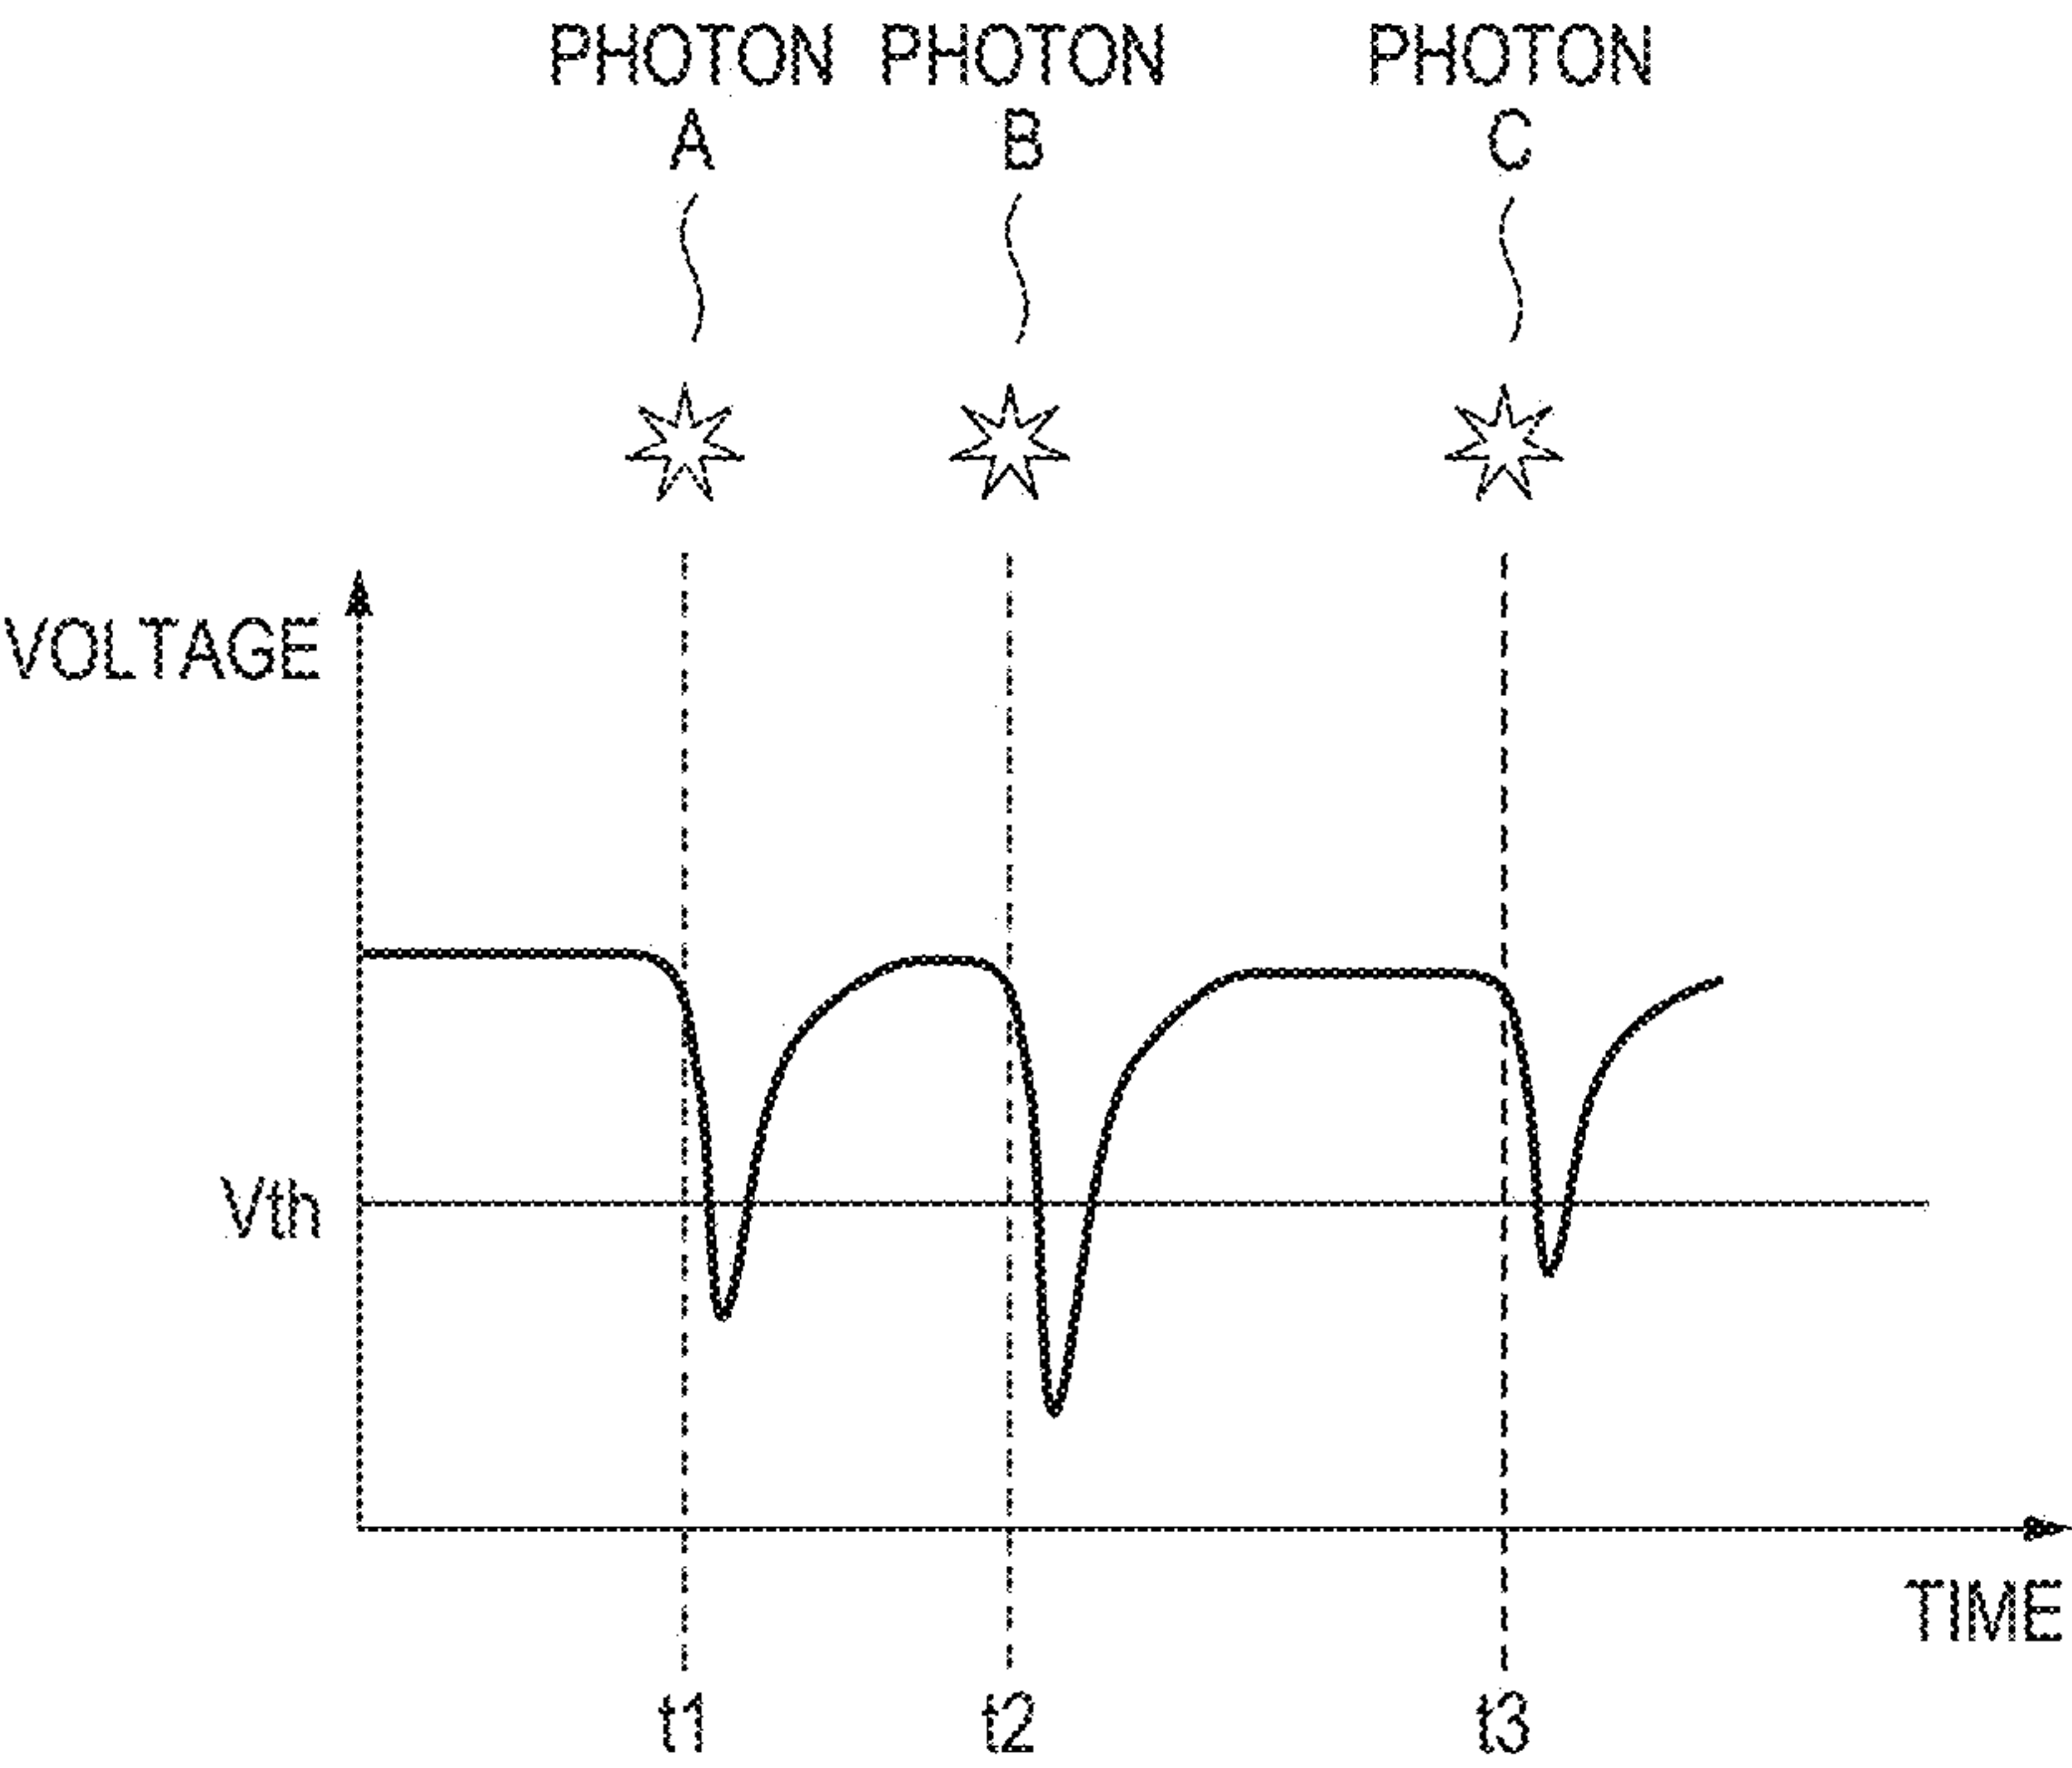 PHOTON PHOTON PHOTON
A B C
VOLTAGE
Vth
TIME
t1 t2 t3